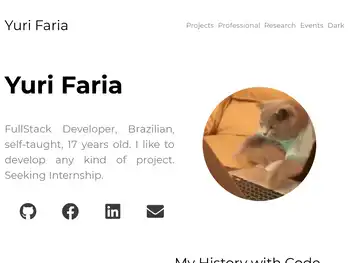 Yuri Faria
Projects Professional Research Events Dark
Yuri Faria
FullStack Developer, Brazilian,
self-taught, 17 years old. I like to
develop any kind of project.
Seeking Internship.
My History with Code